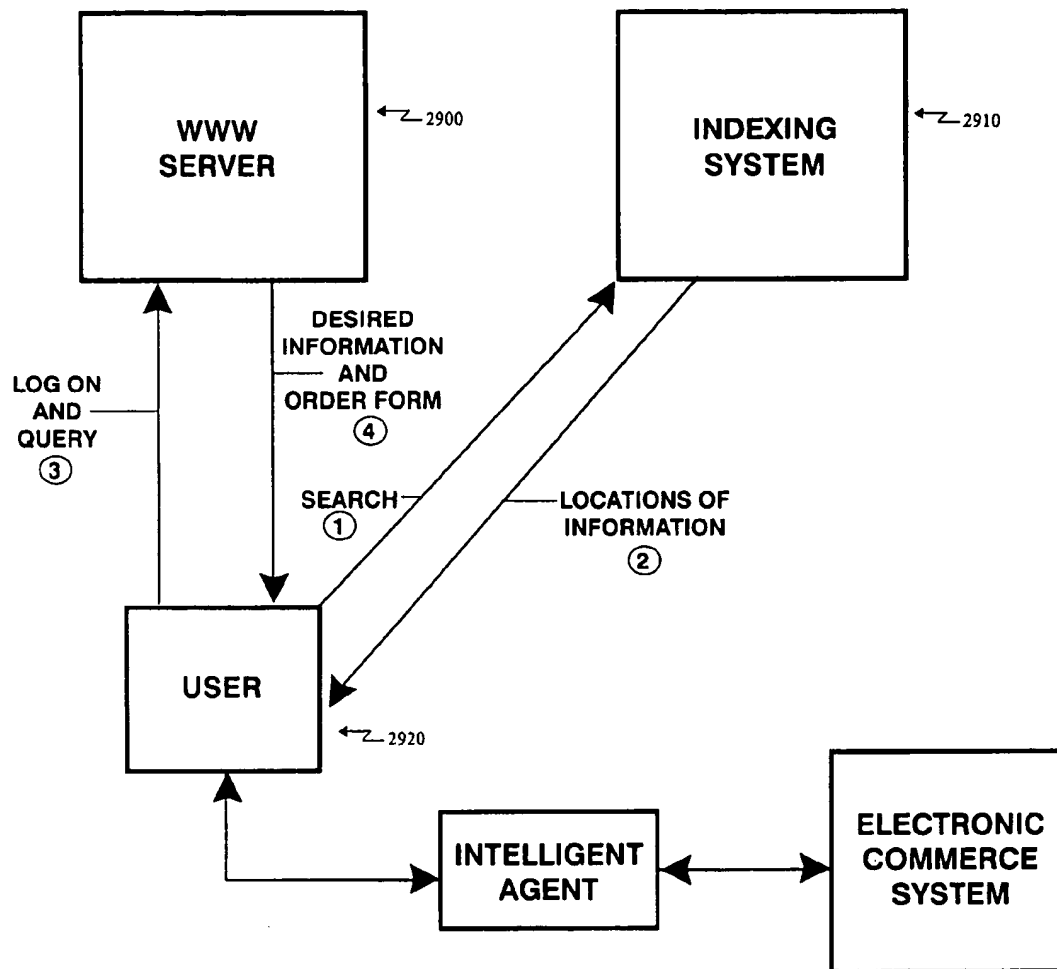 WWW
SERVER
2900
INDEXING
SYSTEM
2910
DESIRED
INFORMATION
AND
ORDER FORM
4
LOG ON
AND
QUERY
3
SEARCH
1
LOCATIONS OF
INFORMATION
2
USER
2920
INTELLIGENT
AGENT
ELECTRONIC
COMMERCE
SYSTEM